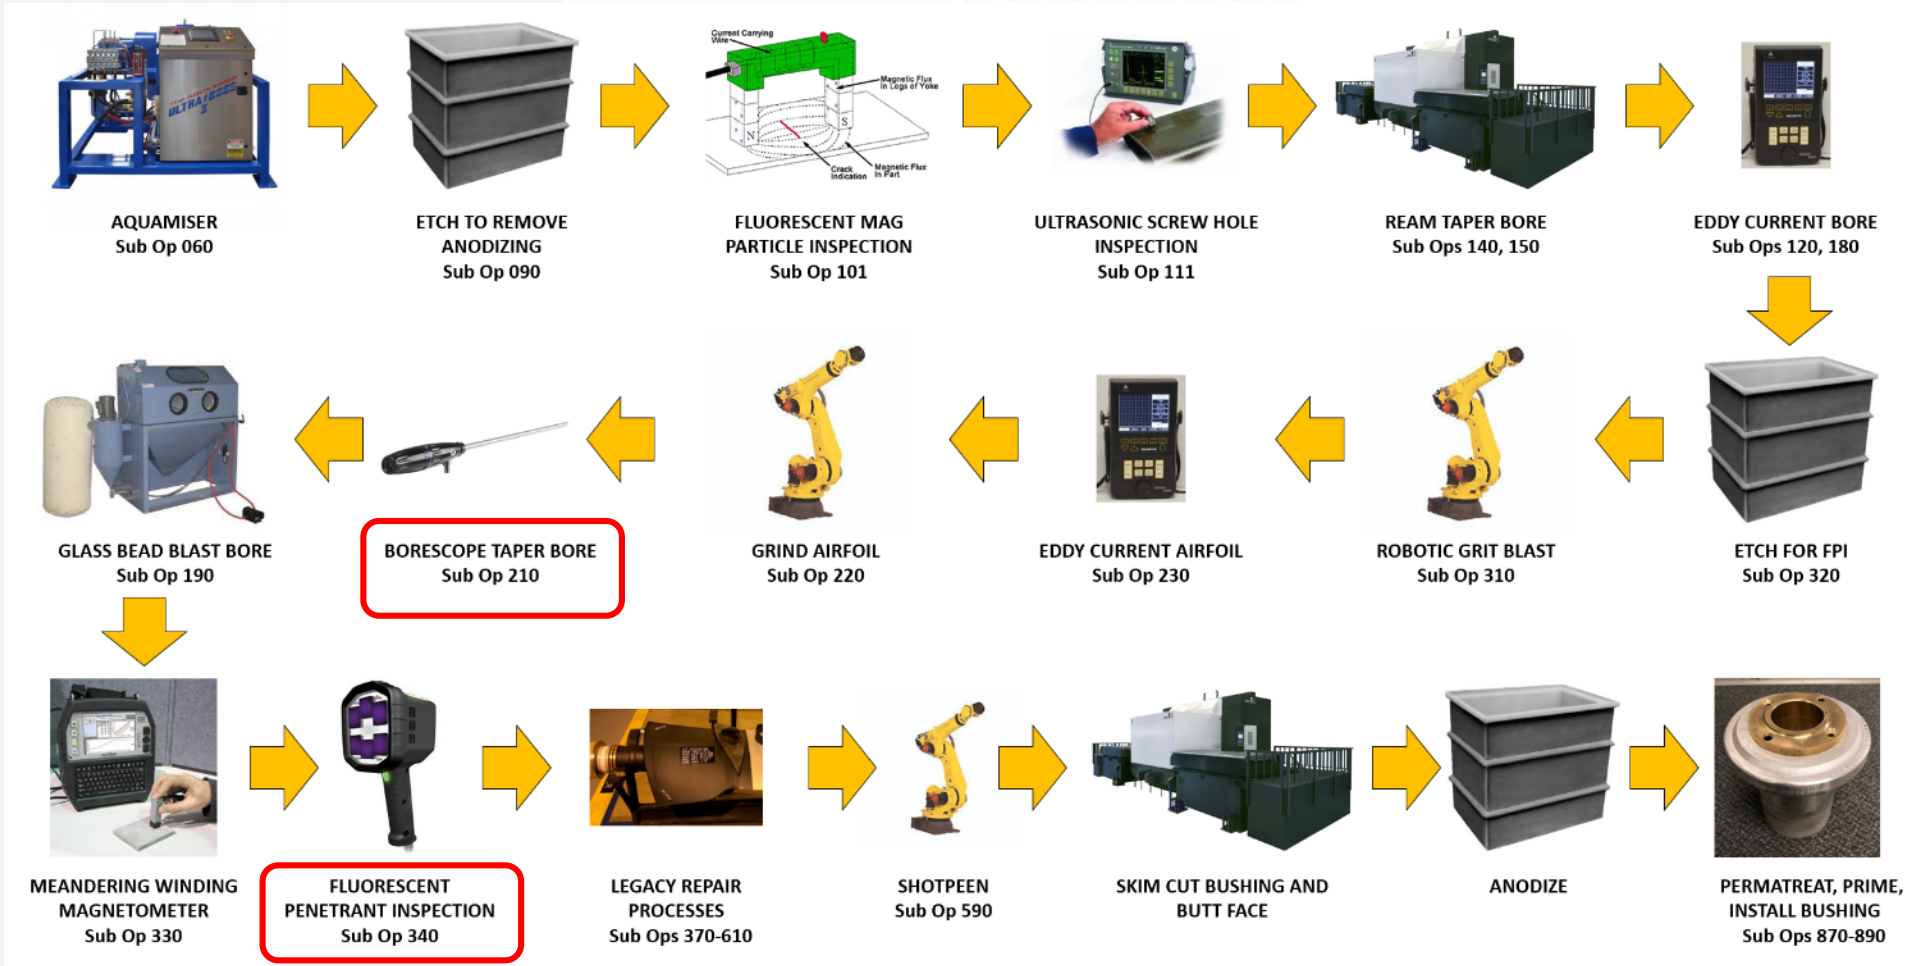 THE AQUA MISER
ULTRA FORCE
II
Current Carrying
Wire
Magnetic Flux
In Legs of Yoke
N
S
Crack
Indication
Magnetic Flux
In Part
AQUAMISER
Sub Op 060
ETCH TO REMOVE
ANODIZING
Sub Op 090
FLUORESCENT MAG
PARTICLE INSPECTION
Sub Op 101
ULTRASONIC SCREW HOLE
INSPECTION
Sub Op 111
REAM TAPER BORE
Sub Ops 140, 150
EDDY CURRENT BORE
Sub Ops 120, 180
GLASS BEAD BLAST BORE
Sub Op 190
BORESCOPE TAPER BORE
Sub Op 210
GRIND AIRFOIL
Sub Op 220
EDDY CURRENT AIRFOIL
Sub Op 230
ROBOTIC GRIT BLAST
Sub Op 310
ETCH FOR FPI
Sub Op 320
MEANDERING WINDING
MAGNETOMETER
Sub Op 330
FLUORESCENT
PENETRANT INSPECTION
Sub Op 340
LEGACY REPAIR
PROCESSES
Sub Ops 370-610
SHOTPEEN
Sub Op 590
SKIM CUT BUSHING AND
BUTT FACE
ANODIZE
PERMATREAT, PRIME,
INSTALL BUSHING
Sub Ops 870-890